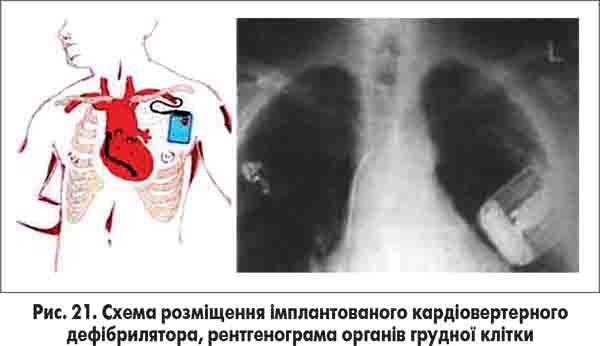 L
Рис. 21. Схема розміщення імплантованого кардіовертерного
дефібрилятора, рентгенограма органів грудної клітки